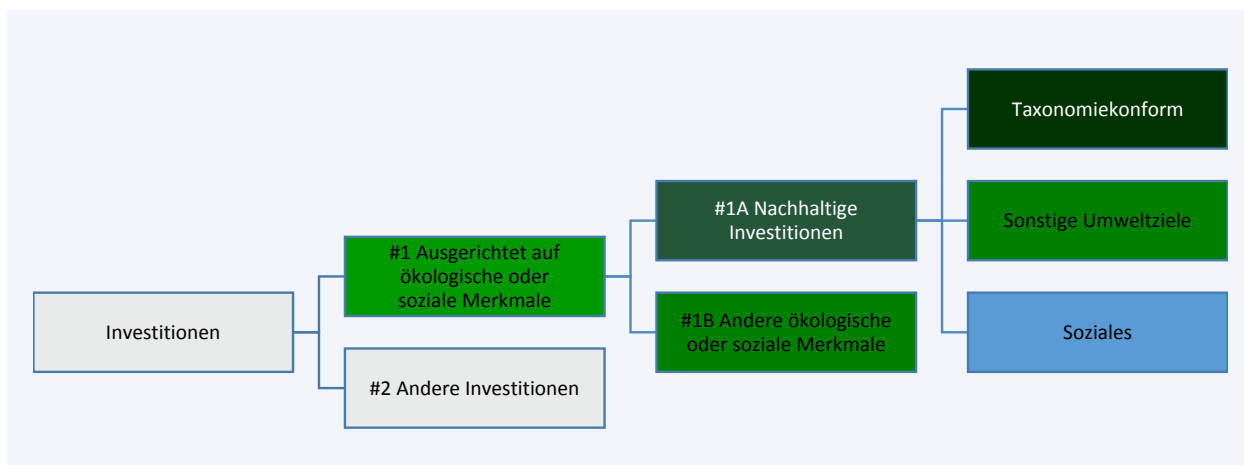 Investitionen
#1 Ausgerichtet auf
ökologische oder
soziale Merkmale
#2 Andere Investitionen
#1A Nachhaltige
Investitionen
#1B Andere ökologische
oder soziale Merkmale
Taxonomiekonform
Sonstige Umweltziele
Soziales